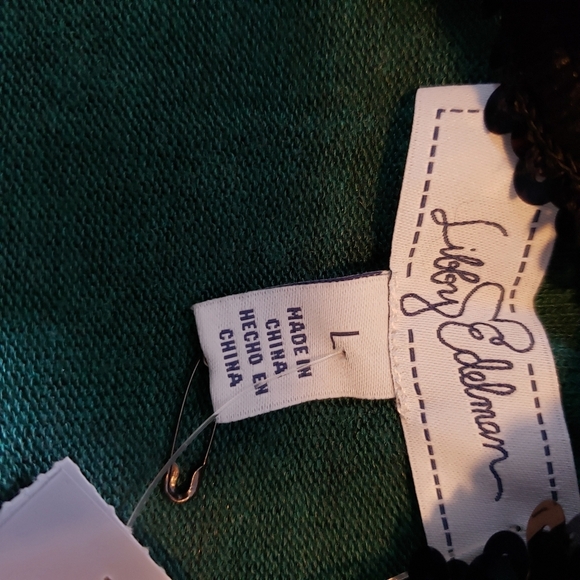 Libby Edelman
L
MADE IN
CHINA
HECHO EN
CHINA